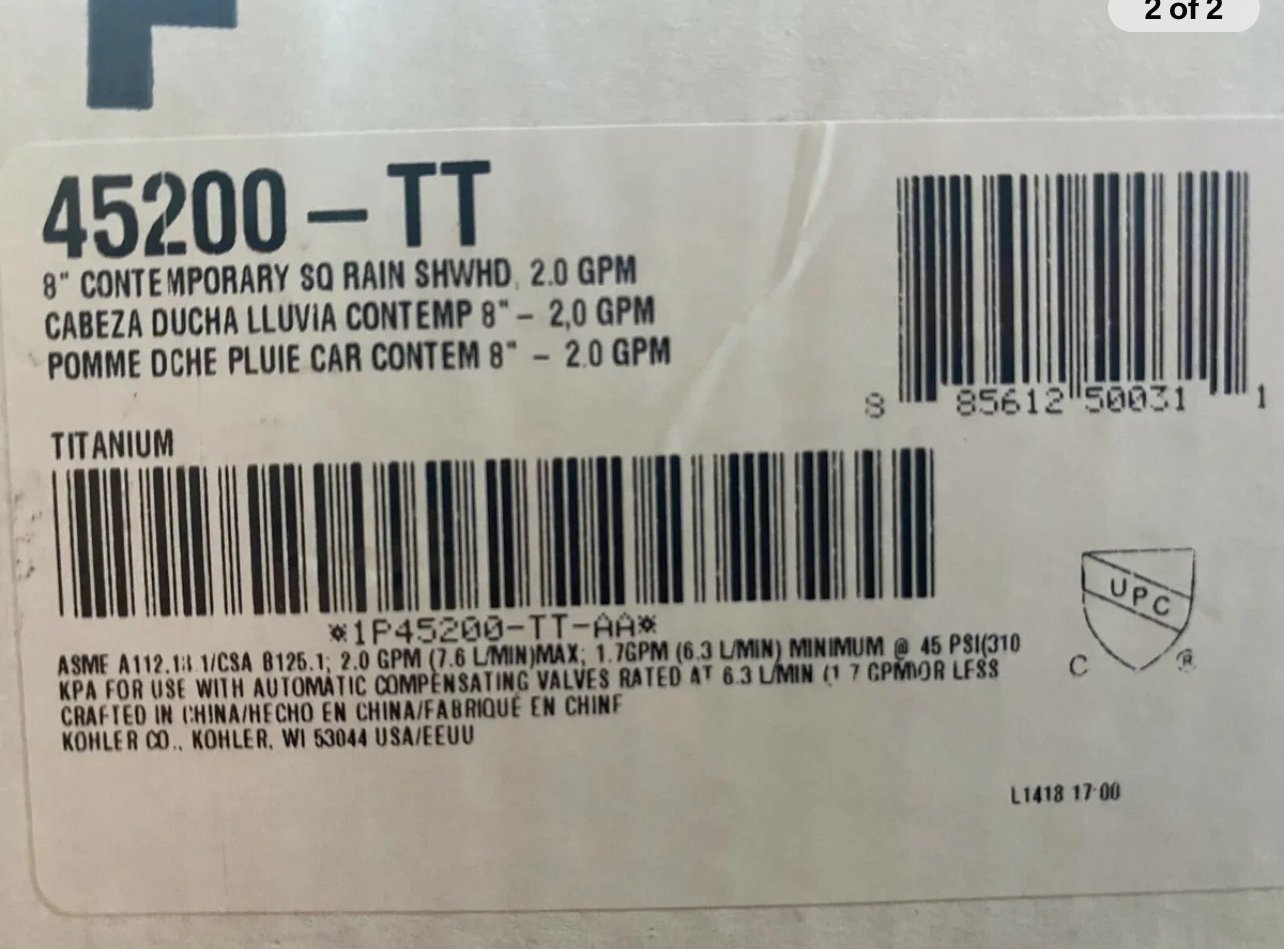 2 of 2
45200 – TT
8" CONTEMPORARY SQ RAIN SHWHD, 2.0 GPM
CABEZA DUCHA LLUViA CONTEMP 8" – 2,0 GPM
POMME DCHE PLUIE CAR CONTEM 8" – 2.0 GPM
8 85612 50031 1
TITANIUM
*1P45200-TT-AA*
ASME A112.18.1/CSA B125.1; 2.0 GPM (7.6 L/MIN)MAX; 1.7GPM (6.3 L/MIN) MINIMUM @ 45 PSI(310
KPA FOR USE WITH AUTOMATIC COMPENSATING VALVES RATED AT 6.3 L/MIN (1.7 GPM)OR LESS
CRAFTED IN CHINA/HECHO EN CHINA/FABRIQUÉ EN CHINE
KOHLER CO., KOHLER, WI 53044 USA/EEUU
UPC
C ®
L1418 17:00